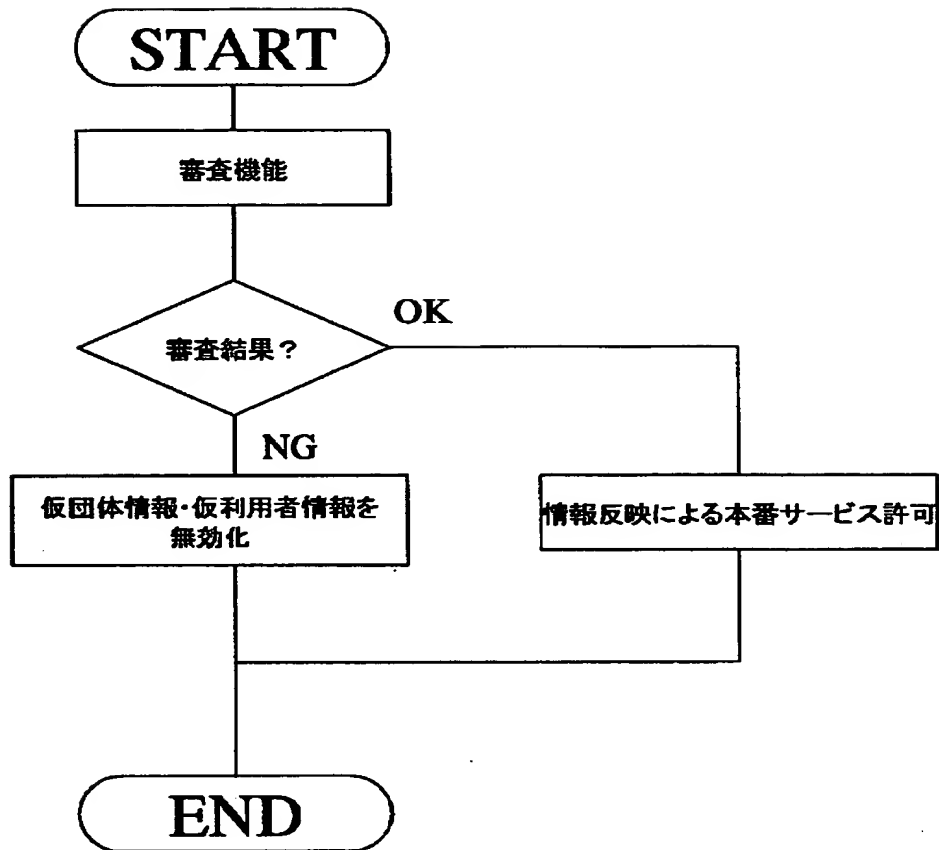 START
審査機能
審査結果？
OK
NG
仮団体情報・仮利用者情報を
無効化
情報反映による本番サービス許可
END